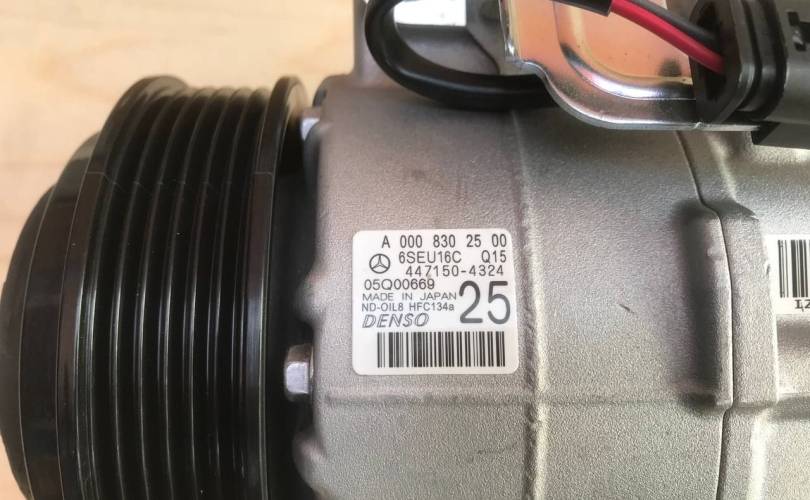 A 000 830 25 00
6SEU16C Q15
447150-4324
05Q00669
MADE IN JAPAN
ND-OIL8 HFC134a
25
DENSO